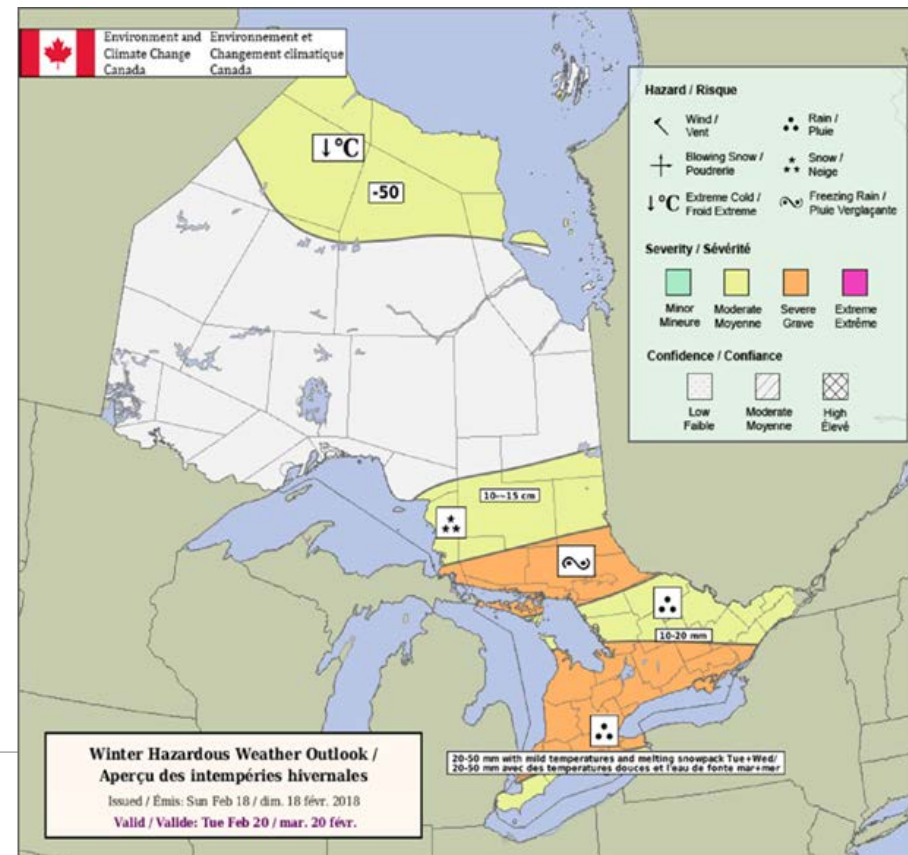 Environment and
Climate Change
Canada
Environnement et
Changement climatique
Canada
Hazard / Risque
Wind /
Vent
Rain /
Pluie
Blowing Snow /
Poudrerie
Snow /
Neige
↓°C Extreme Cold /
Froid Extreme
Freezing Rain /
Pluie Verglaçante
Severity / Sévérité
Minor
Mineure
Moderate
Moyenne
Severe
Grave
Extreme
Extrême
Confidence / Confiance
Low
Faible
Moderate
Moyenne
High
Élevé
↓°C
-50
10-~15 cm
10-20 mm
20-50 mm with mild temperatures and melting snowpack Tue+Wed/
20-50 mm avec des temperatures douces et l'eau de fonte mar+mer
Winter Hazardous Weather Outlook /
Aperçu des intempéries hivernales
Issued / Émis: Sun Feb 18 / dim. 18 févr. 2018
Valid / Valide: Tue Feb 20 / mar. 20 févr.